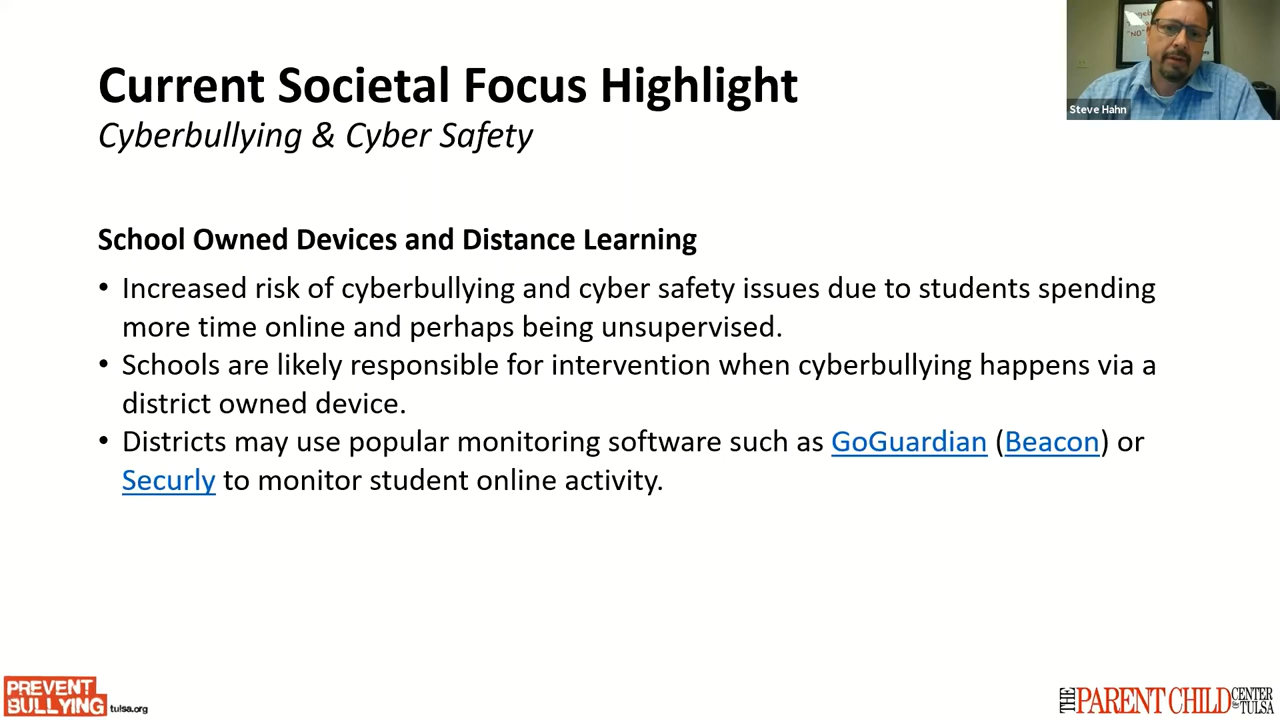 Current Societal Focus Highlight
Cyberbullying & Cyber Safety
Steve Hahn
School Owned Devices and Distance Learning
• Increased risk of cyberbullying and cyber safety issues due to students spending
more time online and perhaps being unsupervised.
• Schools are likely responsible for intervention when cyberbullying happens via a
district owned device.
• Districts may use popular monitoring software such as GoGuardian (Beacon) or
Securly to monitor student online activity.
PREVENT
BULLYING tulsa.org
THE PARENT CHILD CENTER of TULSA